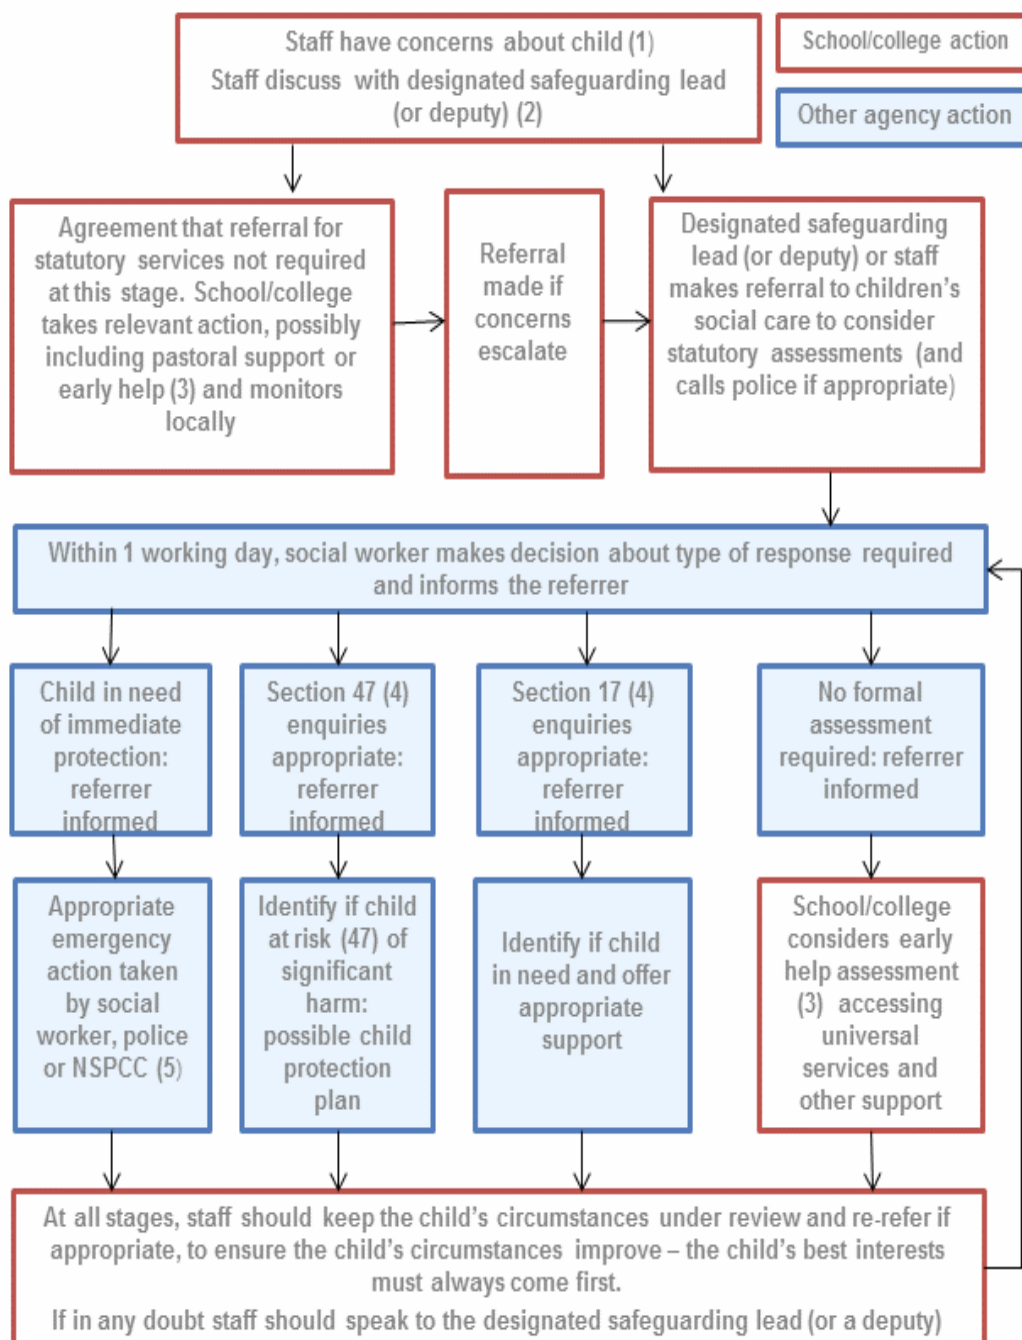 Staff have concerns about child (1)
Staff discuss with designated safeguarding lead
(or deputy) (2)
School/college action
Other agency action
Agreement that referral for
statutory services not required
at this stage. School/college
takes relevant action, possibly
including pastoral support or
early help (3) and monitors
locally
Referral
made if
concerns
escalate
Designated safeguarding
lead (or deputy) or staff
makes referral to children's
social care to consider
statutory assessments (and
calls police if appropriate)
Within 1 working day, social worker makes decision about type of response required
and informs the referrer
Child in need
of immediate
protection:
referrer
informed
Section 47 (4)
enquiries
appropriate:
referrer
informed
Section 17 (4)
enquiries
appropriate:
referrer
informed
No formal
assessment
required: referrer
informed
Appropriate
emergency
action taken
by social
worker, police
or NSPCC (5)
Identify if child
at risk (47) of
significant
harm:
possible child
protection
plan
Identify if child
in need and offer
appropriate
support
School/college
considers early
help assessment
(3) accessing
universal
services and
other support
At all stages, staff should keep the child's circumstances under review and re-refer if
appropriate, to ensure the child's circumstances improve – the child's best interests
must always come first.
If in any doubt staff should speak to the designated safeguarding lead (or a deputy)